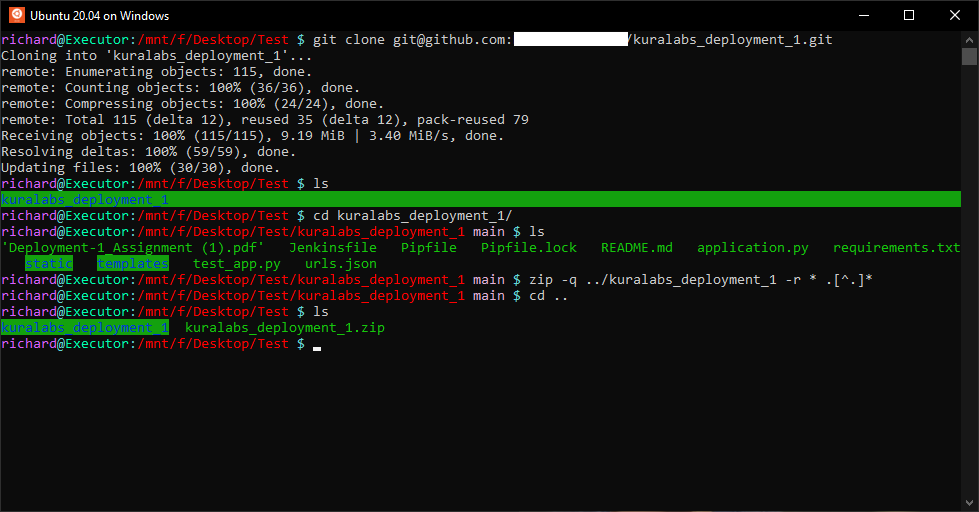 Ubuntu 20.04 on Windows
richard@Executor:/mnt/f/Desktop/Test $ git clone git@github.com: /kuralabs_deployment_1.git
Cloning into 'kuralabs_deployment_1'...
remote: Enumerating objects: 115, done.
remote: Counting objects: 100% (36/36), done.
remote: Compressing objects: 100% (24/24), done.
remote: Total 115 (delta 12), reused 35 (delta 12), pack-reused 79
Receiving objects: 100% (115/115), 9.19 MiB | 3.40 MiB/s, done.
Resolving deltas: 100% (59/59), done.
Updating files: 100% (30/30), done.
richard@Executor:/mnt/f/Desktop/Test $ ls
kuralabs_deployment_1
richard@Executor:/mnt/f/Desktop/Test $ cd kuralabs_deployment_1/
richard@Executor:/mnt/f/Desktop/Test/kuralabs_deployment_1 main $ ls
'Deployment-1_Assignment (1).pdf'   Jenkinsfile   Pipfile   Pipfile.lock   README.md   application.py   requirements.txt
static   templates   test_app.py   urls.json
richard@Executor:/mnt/f/Desktop/Test/kuralabs_deployment_1 main $ zip -q ../kuralabs_deployment_1 -r * .[^.]*
richard@Executor:/mnt/f/Desktop/Test/kuralabs_deployment_1 main $ cd ..
richard@Executor:/mnt/f/Desktop/Test $ ls
kuralabs_deployment_1  kuralabs_deployment_1.zip
richard@Executor:/mnt/f/Desktop/Test $